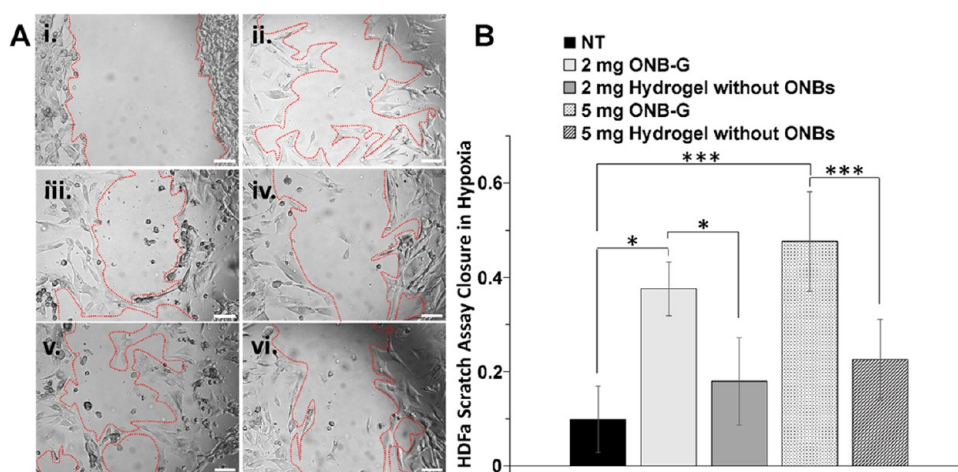 A
i.
ii.
iii.
iv.
v.
vi.
B
NT
2 mg ONB-G
2 mg Hydrogel without ONBs
5 mg ONB-G
5 mg Hydrogel without ONBs
HDFa Scratch Assay Closure in Hypoxia
0.6
0.4
0.2
0
***
***
*
*